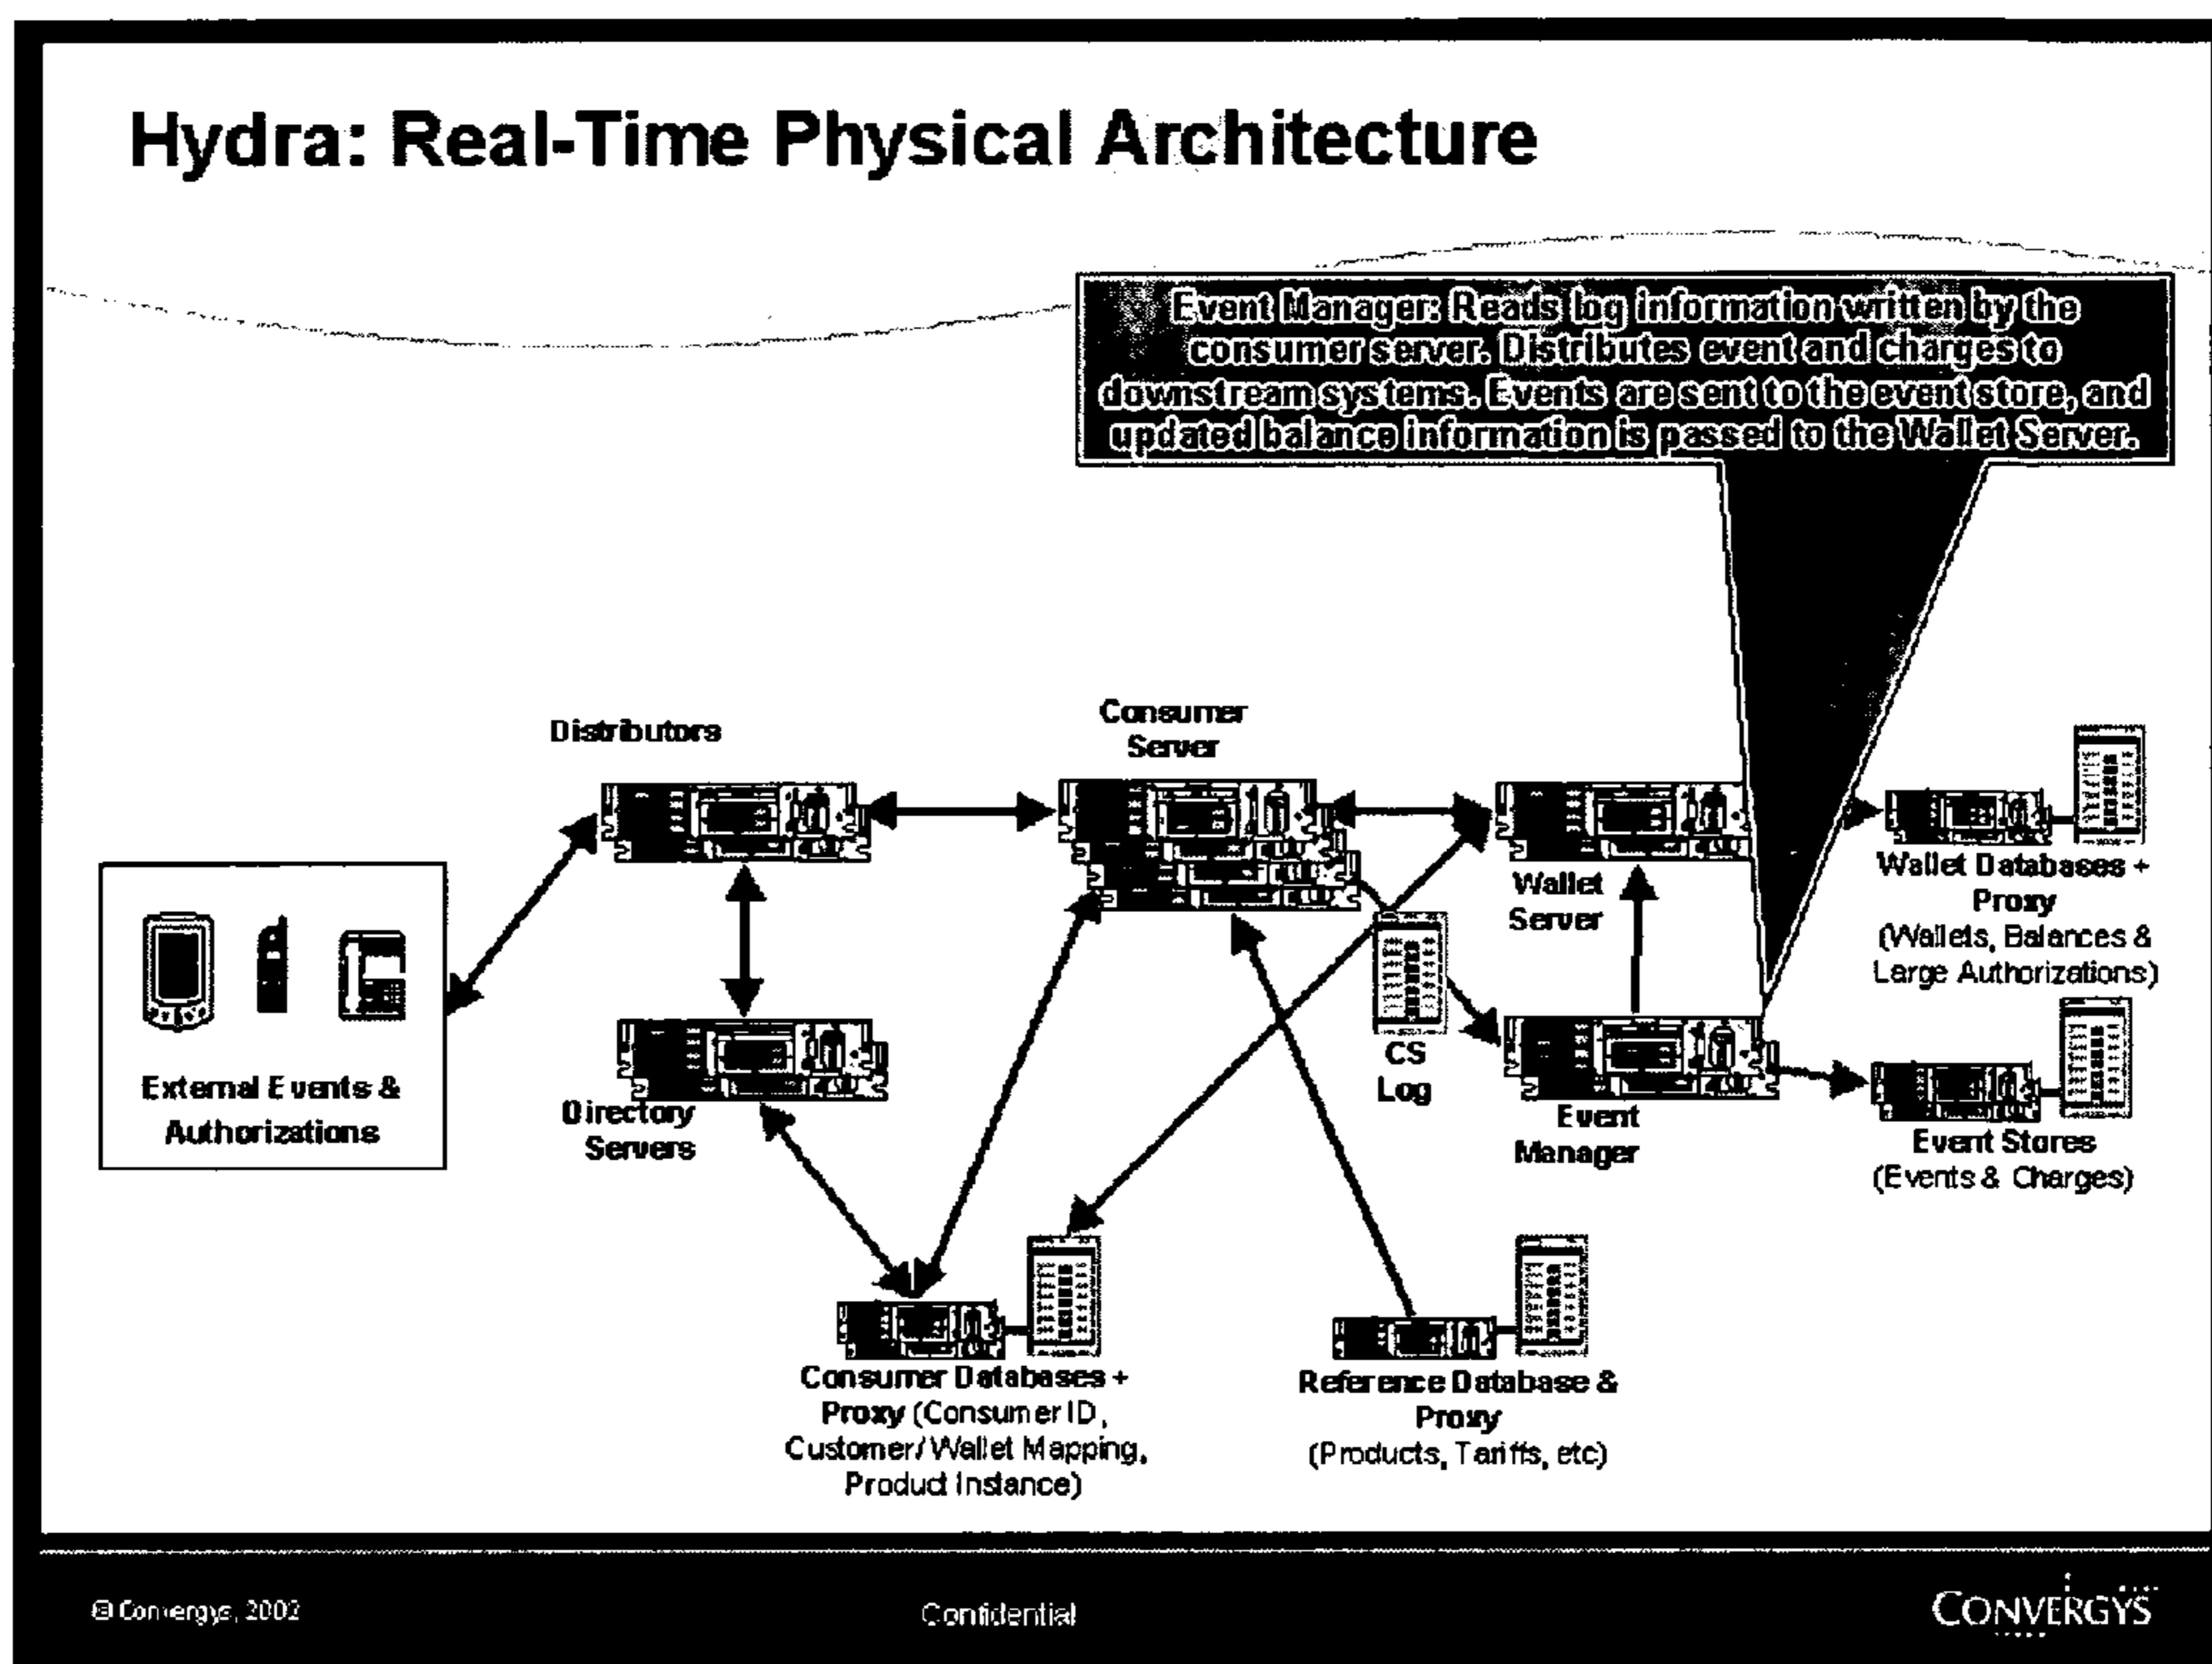 Hydra: Real-Time Physical Architecture
Event Manager: Reads log information written by the
consumer server. Distributes event and charges to
downstream systems. Events are sent to the event store, and
updated balance information is passed to the Wallet Server.
Distributors
Consumer
Server
Wallet
Server
Wallet Databases +
Proxy
(Wallets, Balances &
Large Authorizations)
External Events &
Authorizations
Directory
Servers
CS
Log
Event
Manager
Event Stores
(Events & Charges)
Consumer Databases +
Proxy (Consumer ID,
Customer/Wallet Mapping,
Product Instance)
Reference Database &
Proxy
(Products, Tariffs, etc)
© Convergys, 2002
Confidential
CONVERGYS